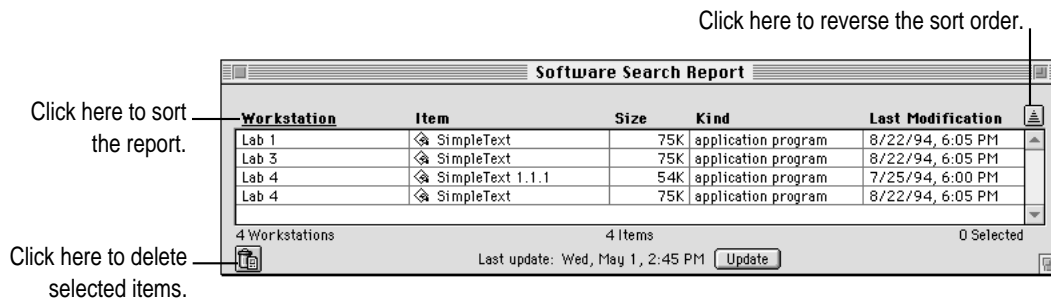 Click here to reverse the sort order.
Software Search Report
Click here to sort
the report.
Workstation Item Size Kind Last Modification
Lab 1 SimpleText 75K application program 8/22/94, 6:05 PM
Lab 3 SimpleText 75K application program 8/22/94, 6:05 PM
Lab 4 SimpleText 1.1.1 54K application program 7/25/94, 6:00 PM
Lab 4 SimpleText 75K application program 8/22/94, 6:05 PM
4 Workstations 4 Items 0 Selected
Last update: Wed, May 1, 2:45 PM Update
Click here to delete
selected items.